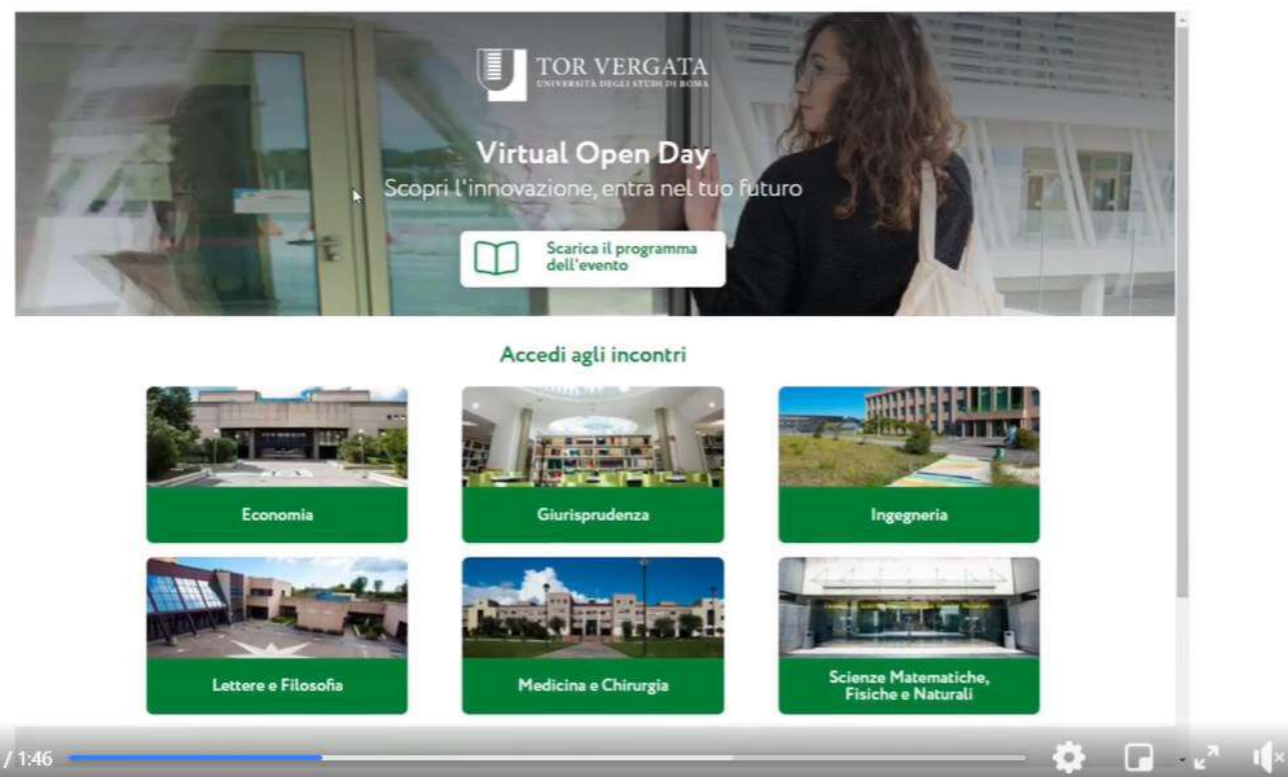 TOR VERGATA
UNIVERSITÀ DEGLI STUDI DI ROMA
Virtual Open Day
Scopri l'innovazione, entra nel tuo futuro
Scarica il programma
dell'evento
Accedi agli incontri
Economia
Giurisprudenza
Ingegneria
Lettere e Filosofia
Medicina e Chirurgia
Scienze Matematiche,
Fisiche e Naturali
/ 1:46